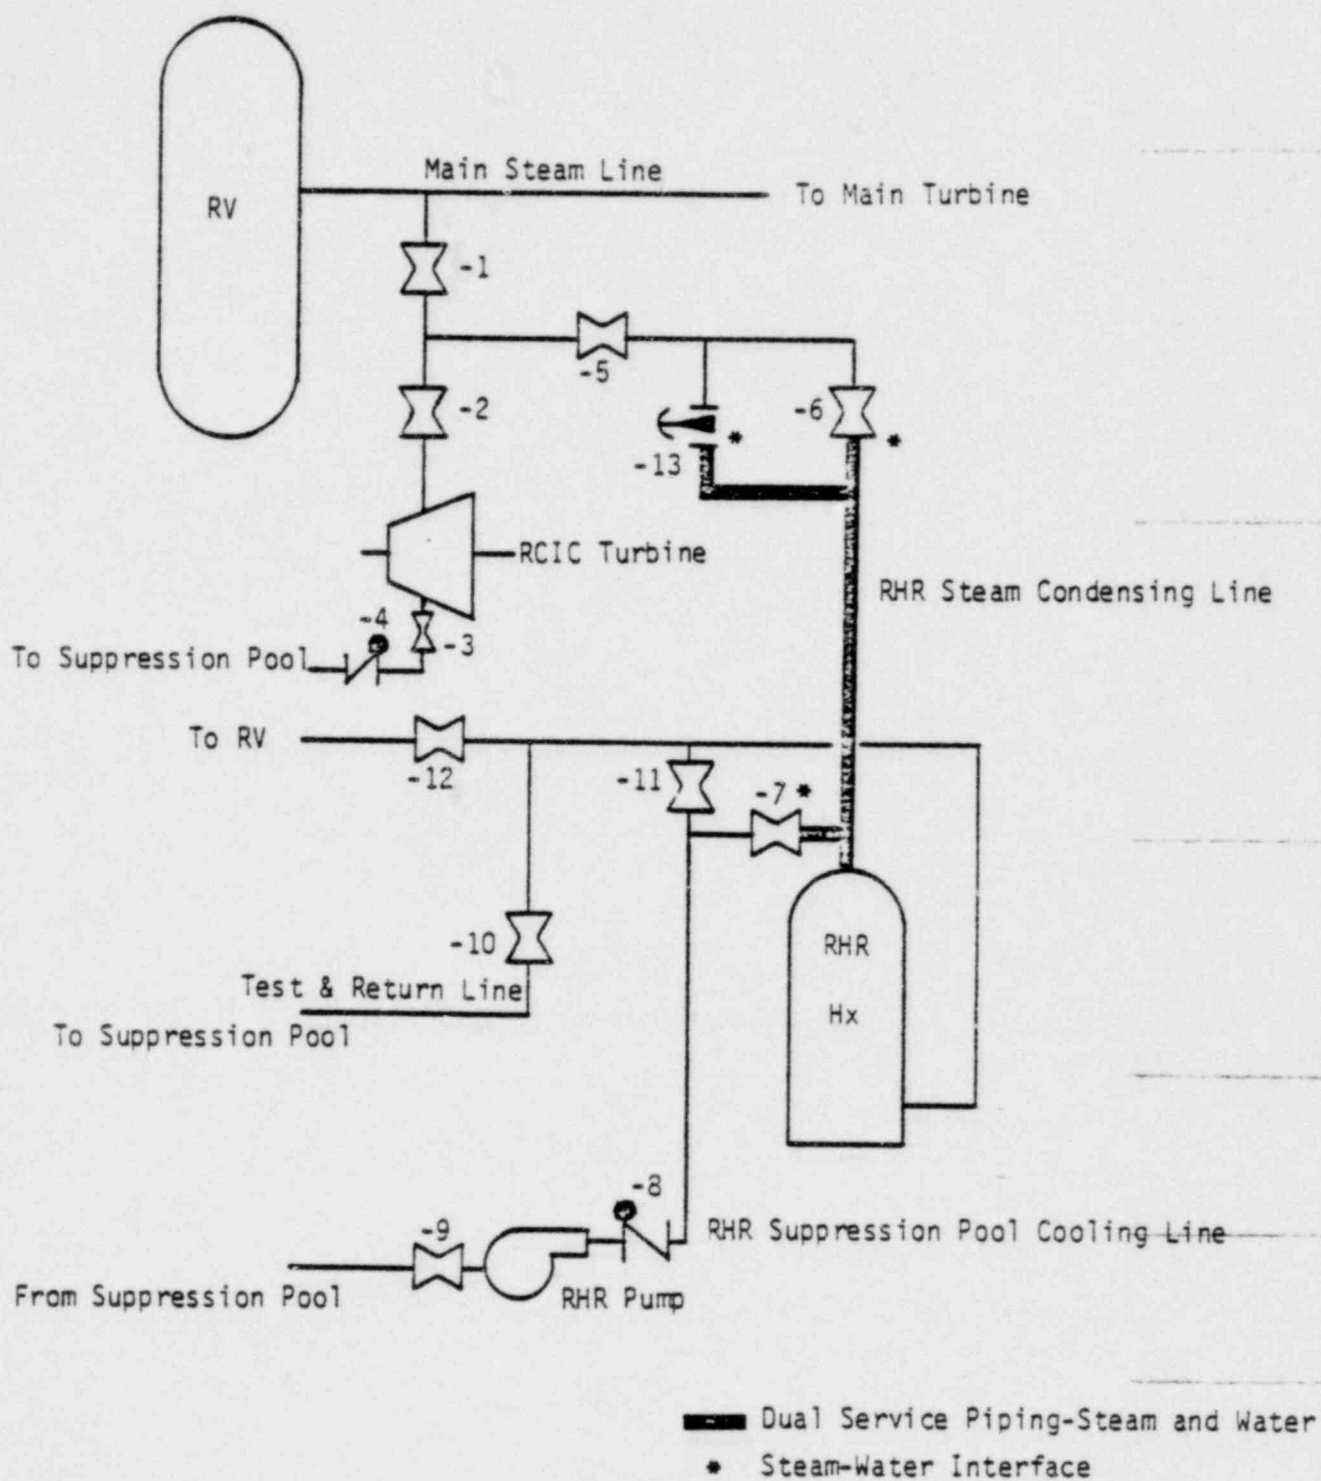 Main Steam Line
To Main Turbine
RV
-1
-5
-2
-6
*
*
-13
RCIC Turbine
RHR Steam Condensing Line
-4
-3
To Suppression Pool
To RV
-12
-11
-7 *
-10
RHR
Hx
Test & Return Line
To Suppression Pool
-8
-9
RHR Suppression Pool Cooling Line
From Suppression Pool
RHR Pump
Dual Service Piping-Steam and Water
* Steam-Water Interface